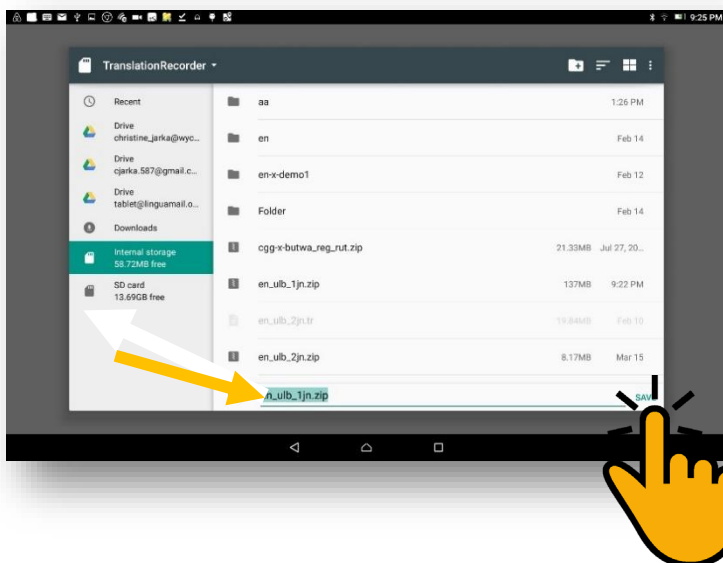 9:25 PM
TranslationRecorder
Recent
Drive
christine_jarka@wyc...
Drive
cjarka.587@gmail.c...
Drive
tablet@linguamail.o...
Downloads
Internal storage
58.72MB free
SD card
13.69GB free
aa 1:26 PM
en Feb 14
en-x-demo1 Feb 12
Folder Feb 14
cgg-x-butwa_reg_rut.zip 21.33MB Jul 27, 20...
en_ulb_1jn.zip 137MB 9:22 PM
en_ulb_2jn.tr 19.84MB Feb 10
en_ulb_2jn.zip 8.17MB Mar 15
n_ulb_1jn.zip SAV